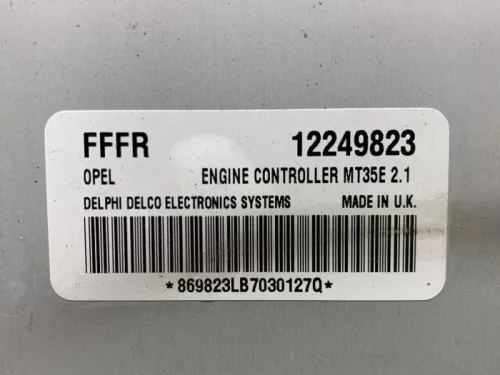 FFFR 12249823
OPEL ENGINE CONTROLLER MT35E 2.1
DELPHI DELCO ELECTRONICS SYSTEMS MADE IN U.K.
*869823LB7030127Q*